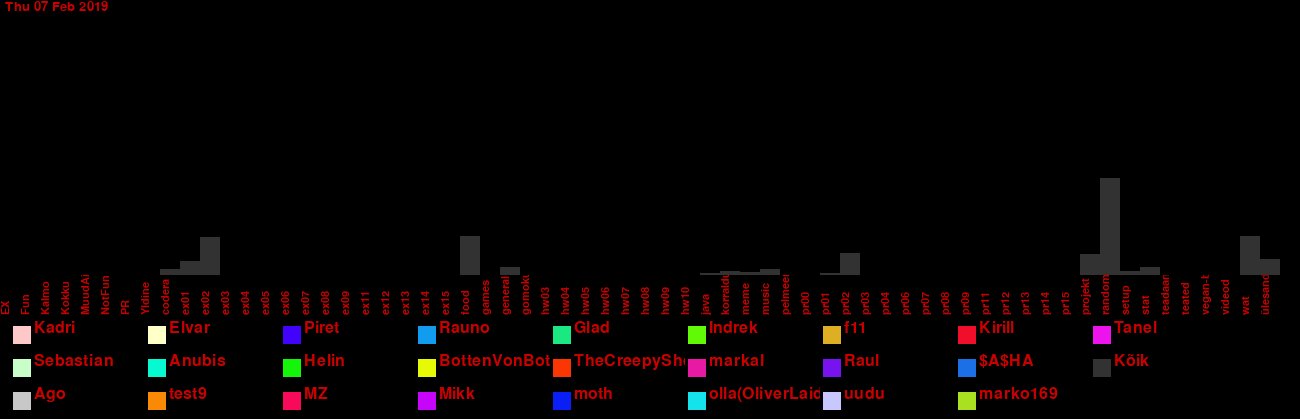 Thu 07 Feb 2019
EX Fun Kalmo Kokku MuudAi NotFun PR Yldine codera ex01 ex02 ex03 ex04 ex05 ex06 ex07 ex08 ex09 ex11 ex12 ex13 ex14 ex15 food games general gomoku hw03 hw04 hw05 hw06 hw07 hw08 hw09 hw10 java korraldu meme music pelmeer pr00 pr01 pr02 pr03 pr04 pr06 pr07 pr08 pr09 pr11 pr12 pr13 pr14 pr15 projekt random setup stat teadaan teated vegan-t videod wat ülesand
Kadri Elvar Piret Rauno Glad Indrek f11 Kirill Tanel
Sebastian Anubis Helin BottenVonBot TheCreepyShe markal Raul $A$HA Kõik
Ago test9 MZ Mikk moth olla(OliverLaid uudu marko169